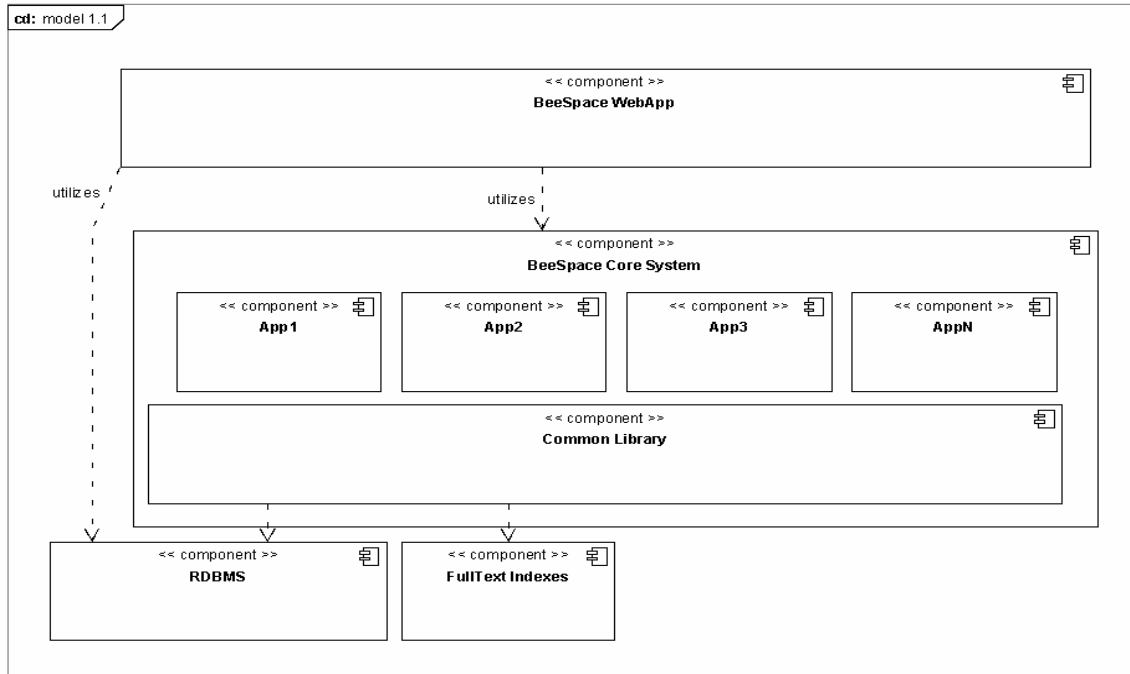 cd: model 1.1
<< component >>
BeeSpace WebApp
utilizes
utilizes
<< component >>
BeeSpace Core System
<< component >>
App1
<< component >>
App2
<< component >>
App3
<< component >>
AppN
<< component >>
Common Library
<< component >>
RDBMS
<< component >>
FullText Indexes